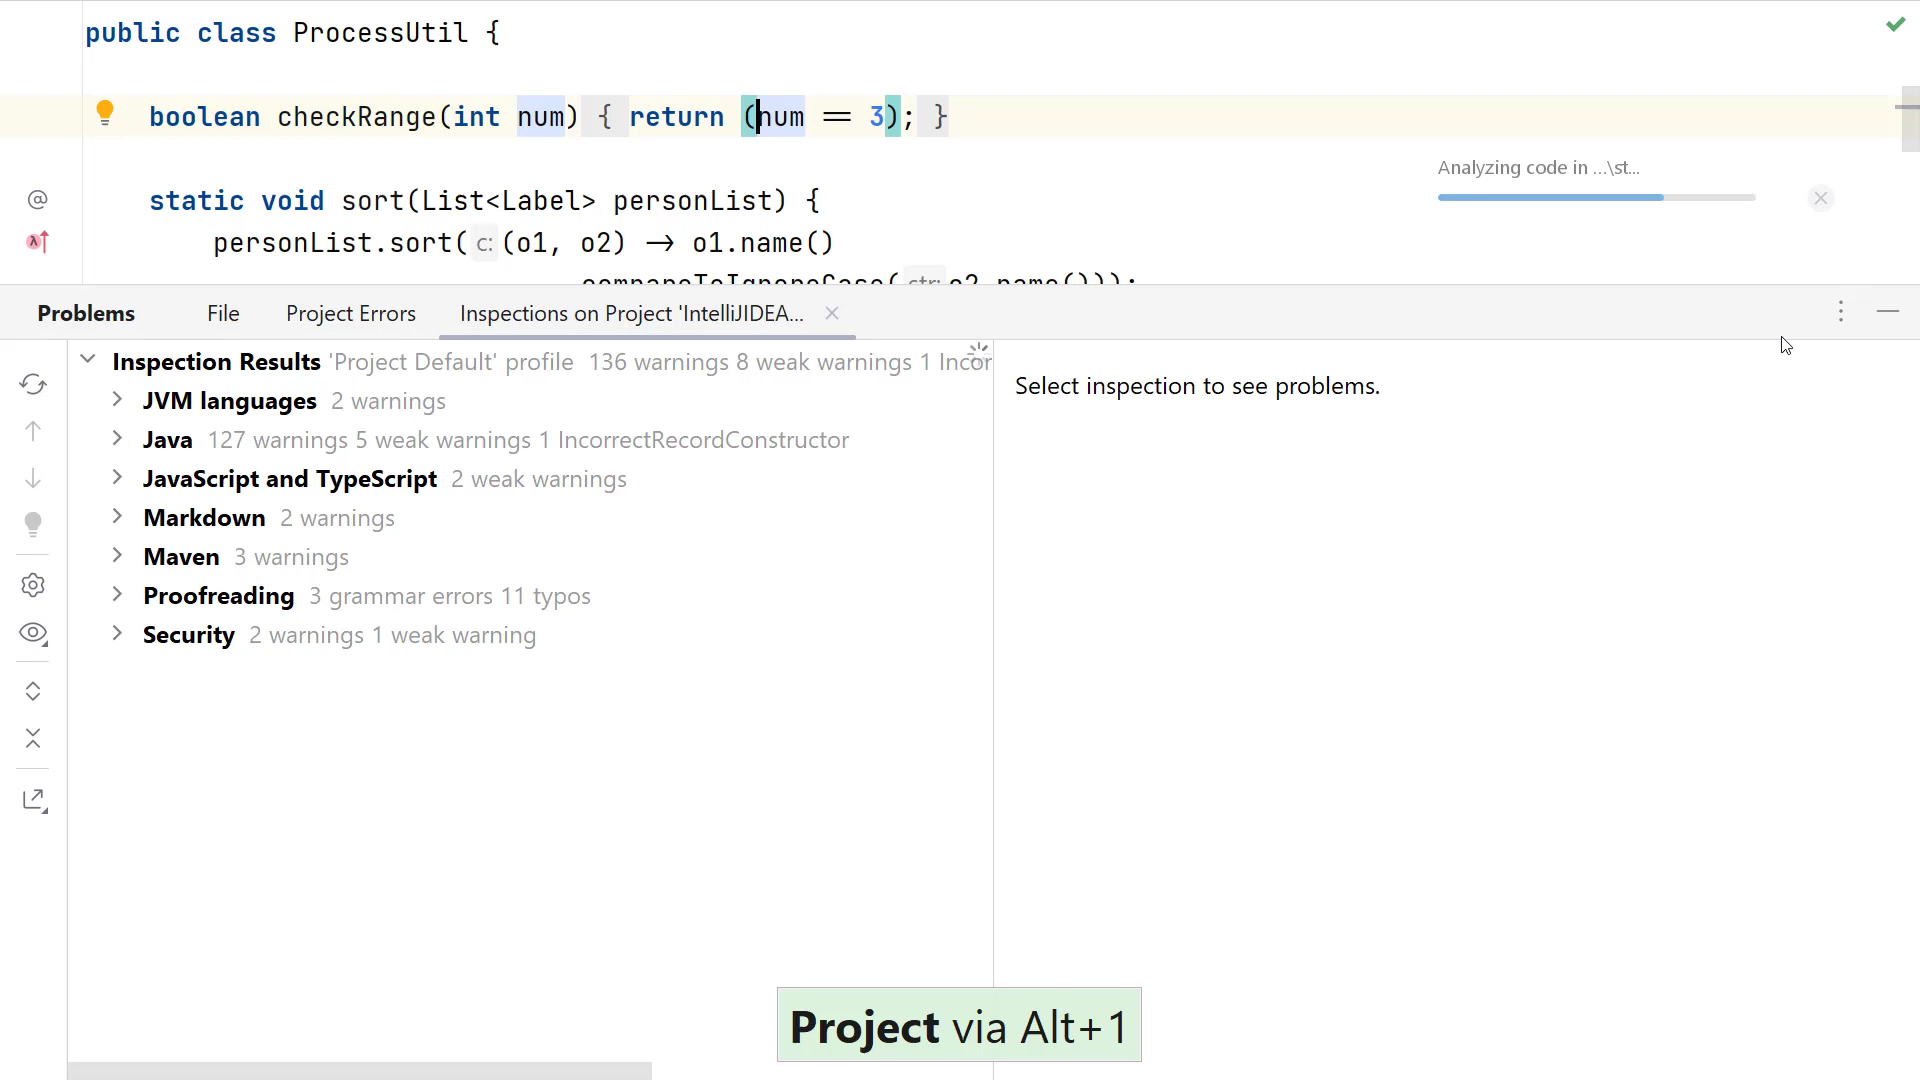 public class ProcessUtil {
boolean checkRange(int num) { return (num == 3); }
Analyzing code in ...\st...
@
static void sort(List<Label> personList) {
λ
personList.sort( c: (o1, o2) → o1.name()
compareToIgnoreCase( str: o2.name()));
Problems File Project Errors Inspections on Project 'IntelliJIDEA...
Inspection Results 'Project Default' profile 136 warnings 8 weak warnings 1 Incor
Select inspection to see problems.
JVM languages 2 warnings
Java 127 warnings 5 weak warnings 1 IncorrectRecordConstructor
JavaScript and TypeScript 2 weak warnings
Markdown 2 warnings
Maven 3 warnings
Proofreading 3 grammar errors 11 typos
Security 2 warnings 1 weak warning
Project via Alt+1